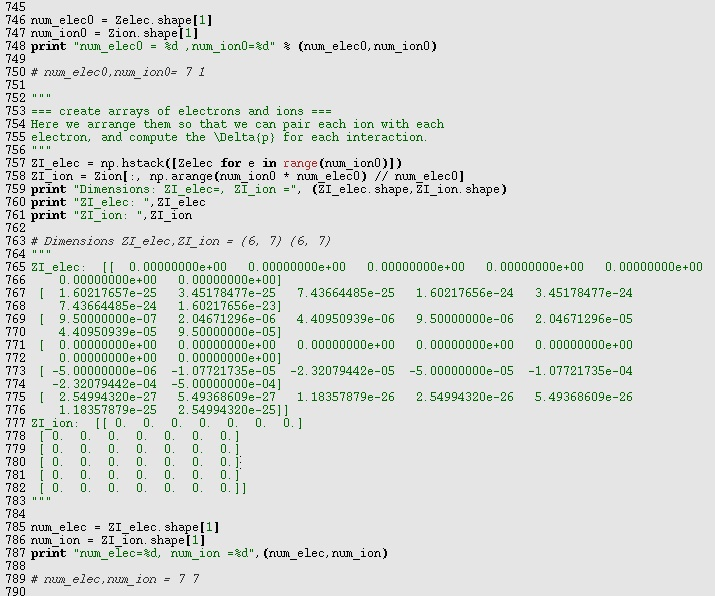 745
746 num_elec0 = Zelec.shape[1]
747 num_ion0 = Zion.shape[1]
748 print "num_elec0 = %d ,num_ion0=%d" % (num_elec0,num_ion0)
749
750 # num_elec0,num_ion0= 7 1
751
752 """
753 === create arrays of electrons and ions ===
754 Here we arrange them so that we can pair each ion with each
755 electron, and compute the \Delta{p} for each interaction.
756 """
757 ZI_elec = np.hstack([Zelec for e in range(num_ion0)])
758 ZI_ion = Zion[:, np.arange(num_ion0 * num_elec0) // num_elec0]
759 print "Dimensions: ZI_elec=, ZI_ion =", (ZI_elec.shape,ZI_ion.shape)
760 print "ZI_elec: ",ZI_elec
761 print "ZI_ion: ",ZI_ion
762
763 # Dimensions ZI_elec,ZI_ion = (6, 7) (6, 7)
764 """
765 ZI_elec:  [[  0.00000000e+00   0.00000000e+00   0.00000000e+00   0.00000000e+00   0.00000000e+00
766     0.00000000e+00   0.00000000e+00]
767  [  1.60217657e-25   3.45178477e-25   7.43664485e-25   1.60217656e-24   3.45178477e-24
768     7.43664485e-24   1.60217656e-23]
769  [  9.50000000e-07   2.04671296e-06   4.40950939e-06   9.50000000e-06   2.04671296e-05
770     4.40950939e-05   9.50000000e-05]
771  [  0.00000000e+00   0.00000000e+00   0.00000000e+00   0.00000000e+00   0.00000000e+00
772     0.00000000e+00   0.00000000e+00]
773  [ -5.00000000e-06  -1.07721735e-05  -2.32079442e-05  -5.00000000e-05  -1.07721735e-04
774    -2.32079442e-04  -5.00000000e-04]
775  [  2.54994320e-27   5.49368607e-27   1.18357879e-26   2.54994320e-26   5.49368609e-26
776     1.18357879e-25   2.54994320e-25]]
777 ZI_ion:  [[ 0.  0.  0.  0.  0.  0.  0.]
778  [ 0.  0.  0.  0.  0.  0.  0.]
779  [ 0.  0.  0.  0.  0.  0.  0.]
780  [ 0.  0.  0.  0.  0.  0.  0.]
781  [ 0.  0.  0.  0.  0.  0.  0.]
782  [ 0.  0.  0.  0.  0.  0.  0.]]
783 """
784
785 num_elec = ZI_elec.shape[1]
786 num_ion = ZI_ion.shape[1]
787 print "num_elec=%d, num_ion =%d",(num_elec,num_ion)
788
789 # num_elec,num_ion = 7 7
790